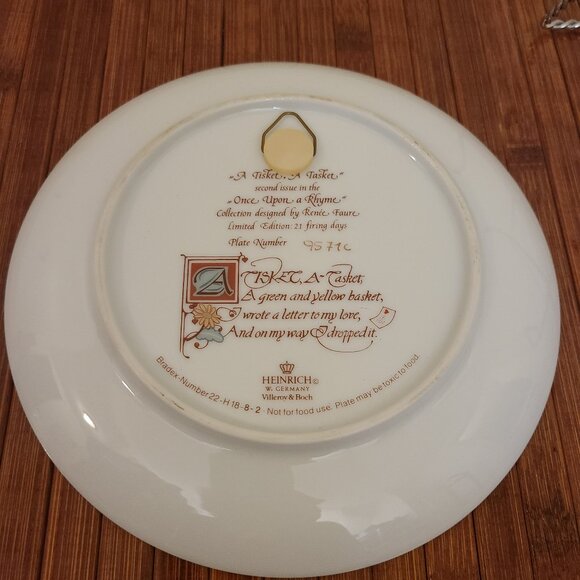 „A Tisket, A Tasket“
second issue in the
„Once Upon a Rhyme“
Collection designed by Renée Faure
Limited Edition 21 firing days
Plate Number 9571c
A TISKET, A-Tasket,
A green and yellow basket,
I wrote a letter to my love,
And on my way I dropped it.
HEINRICH©
W. GERMANY
Villeroy & Boch
Bradex-Number 22-H18-8-2 · Not for food use. Plate may be toxic to food.